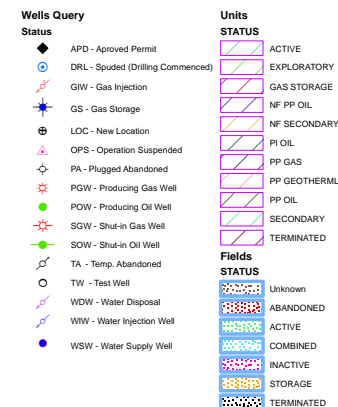 Wells Query
Status
APD - Aproved Permit
DRL - Spuded (Drilling Commenced)
GIW - Gas Injection
GS - Gas Storage
LOC - New Location
OPS - Operation Suspended
PA - Plugged Abandoned
PGW - Producing Gas Well
POW - Producing Oil Well
SGW - Shut-in Gas Well
SOW - Shut-in Oil Well
TA - Temp. Abandoned
TW - Test Well
WDW - Water Disposal
WIW - Water Injection Well
WSW - Water Supply Well
Units
STATUS
ACTIVE
EXPLORATORY
GAS STORAGE
NF PP OIL
NF SECONDARY
PI OIL
PP GAS
PP GEOTHERML
PP OIL
SECONDARY
TERMINATED
Fields
STATUS
Unknown
ABANDONED
ACTIVE
COMBINED
INACTIVE
STORAGE
TERMINATED